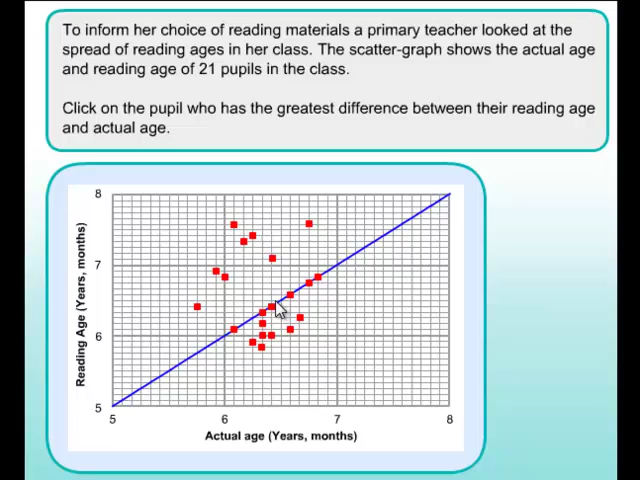 To inform her choice of reading materials a primary teacher looked at the
spread of reading ages in her class. The scatter-graph shows the actual age
and reading age of 21 pupils in the class.
Click on the pupil who has the greatest difference between their reading age
and actual age.
8
7
6
5
Reading Age (Years, months)
5 6 7 8
Actual age (Years, months)